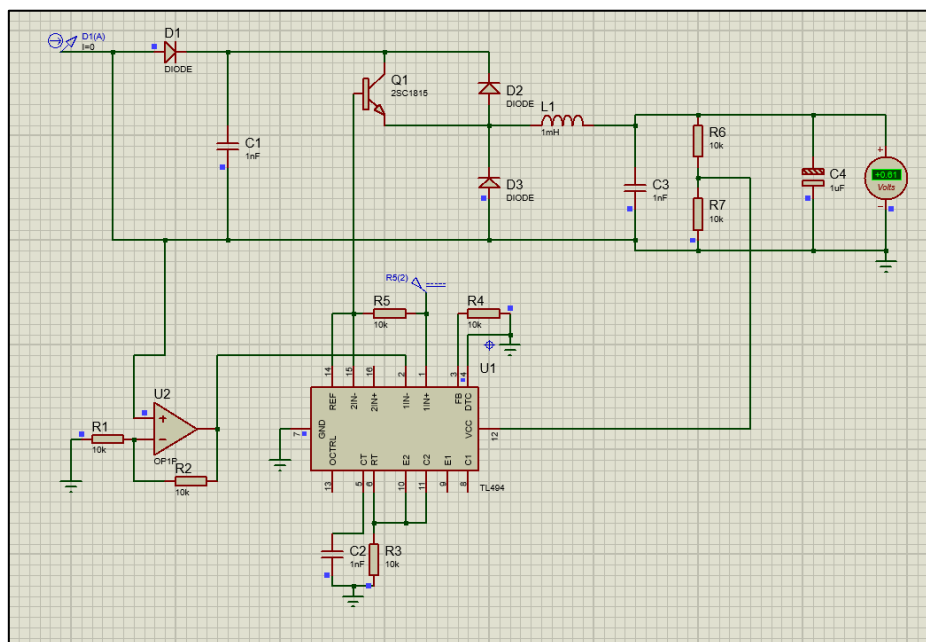 D1(A)
I=0
D1
DIODE
Q1
2SC1815
D2
DIODE
L1
1mH
C1
1nF
D3
DIODE
C3
1nF
R6
10k
R7
10k
C4
1uF
+0.61
Volts
R5(2)
R5
10k
R4
10k
U1
14
15
16
2
1
3
4
REF
2IN-
2IN+
1IN-
1IN+
FB
DTC
7
GND
VCC
12
OCTRL
CT
RT
E2
C2
E1
C1
13
5
6
10
11
9
8
TL494
U2
R1
10k
OP1P
R2
10k
C2
1nF
R3
10k